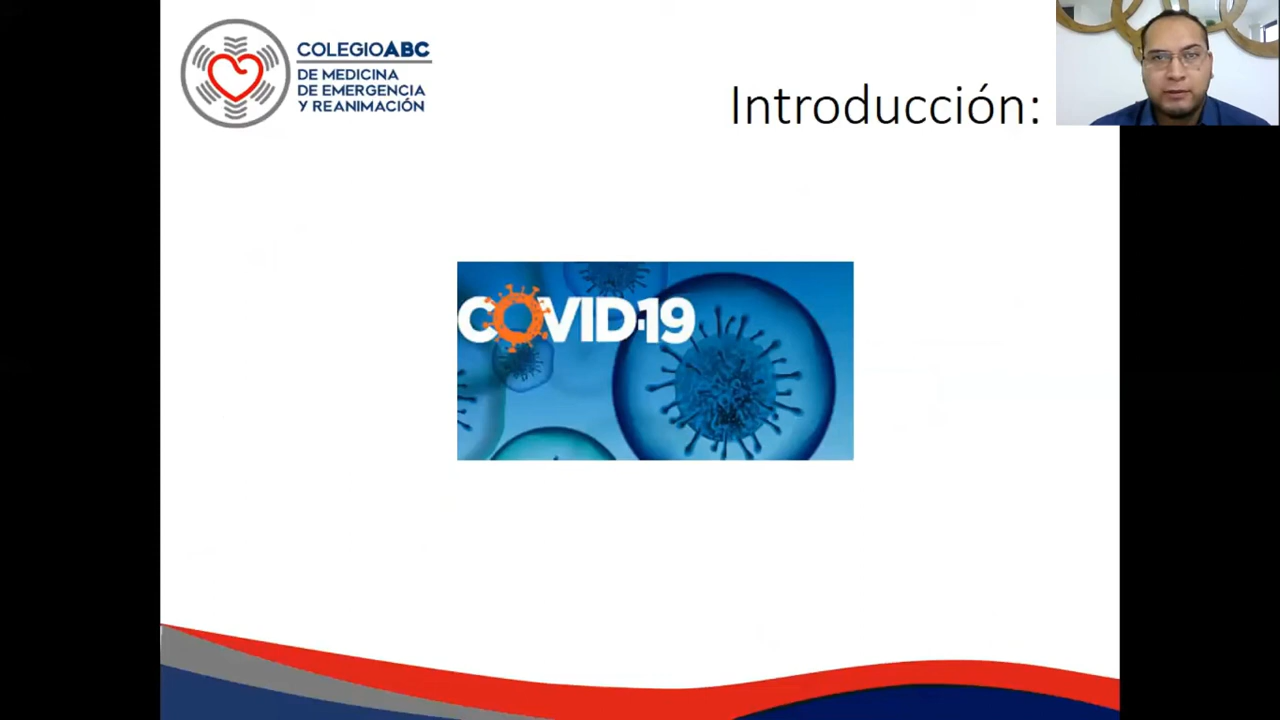 COLEGIOABC
DE MEDICINA
DE EMERGENCIA
Y REANIMACIÓN
Introducción:
COVID-19